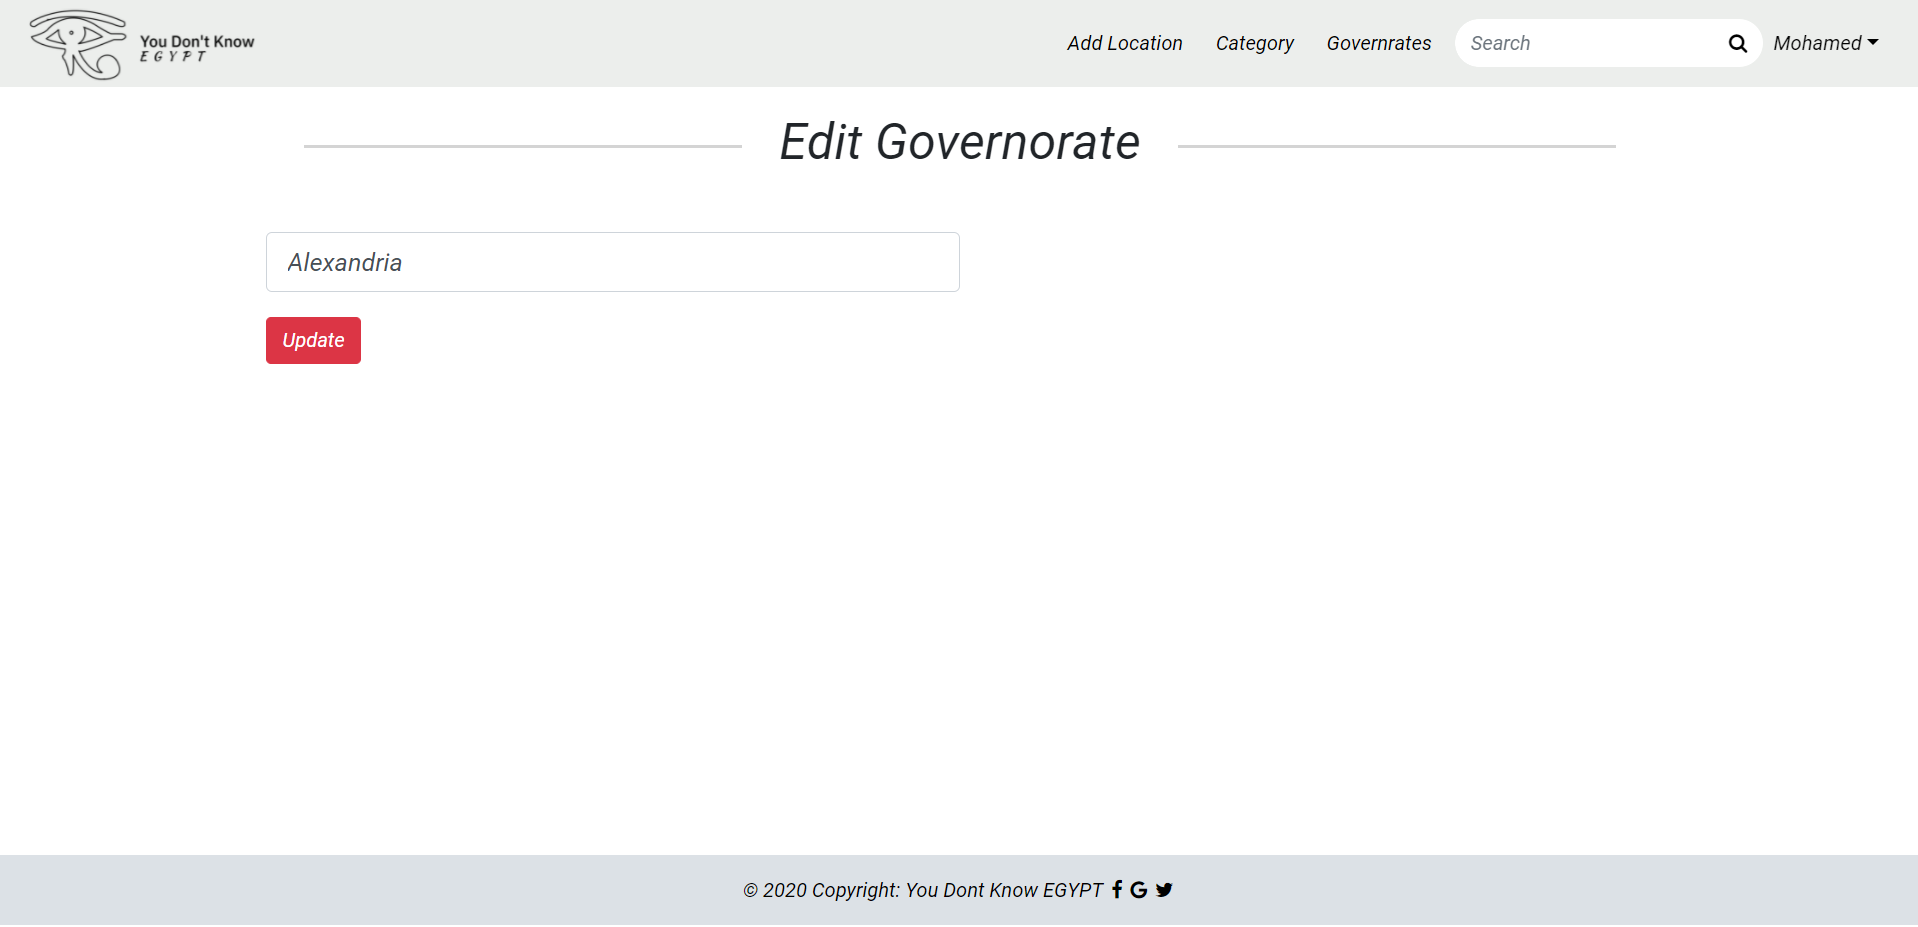 You Don't Know
EGYPT
Add Location
Category
Governrates
Search
Mohamed
Edit Governorate
Alexandria
Update
© 2020 Copyright: You Dont Know EGYPT